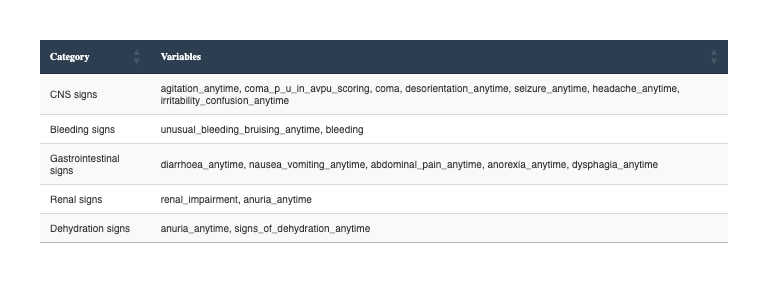 Category Variables
CNS signs agitation_anytime, coma_p_u_in_avpu_scoring, coma, desorientation_anytime, seizure_anytime, headache_anytime,
irritability_confusion_anytime
Bleeding signs unusual_bleeding_bruising_anytime, bleeding
Gastrointestinal
signs diarrhoea_anytime, nausea_vomiting_anytime, abdominal_pain_anytime, anorexia_anytime, dysphagia_anytime
Renal signs renal_impairment, anuria_anytime
Dehydration signs anuria_anytime, signs_of_dehydration_anytime